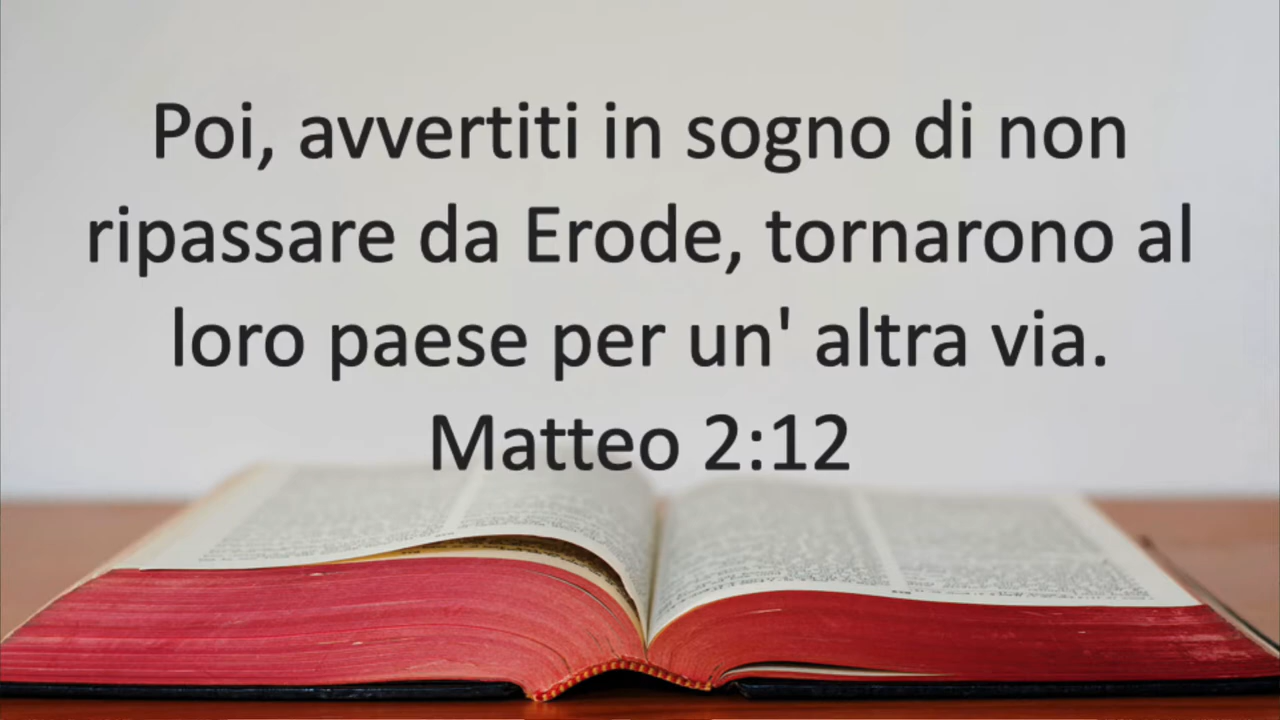 Poi, avvertiti in sogno di non
ripassare da Erode, tornarono al
loro paese per un' altra via.
Matteo 2:12